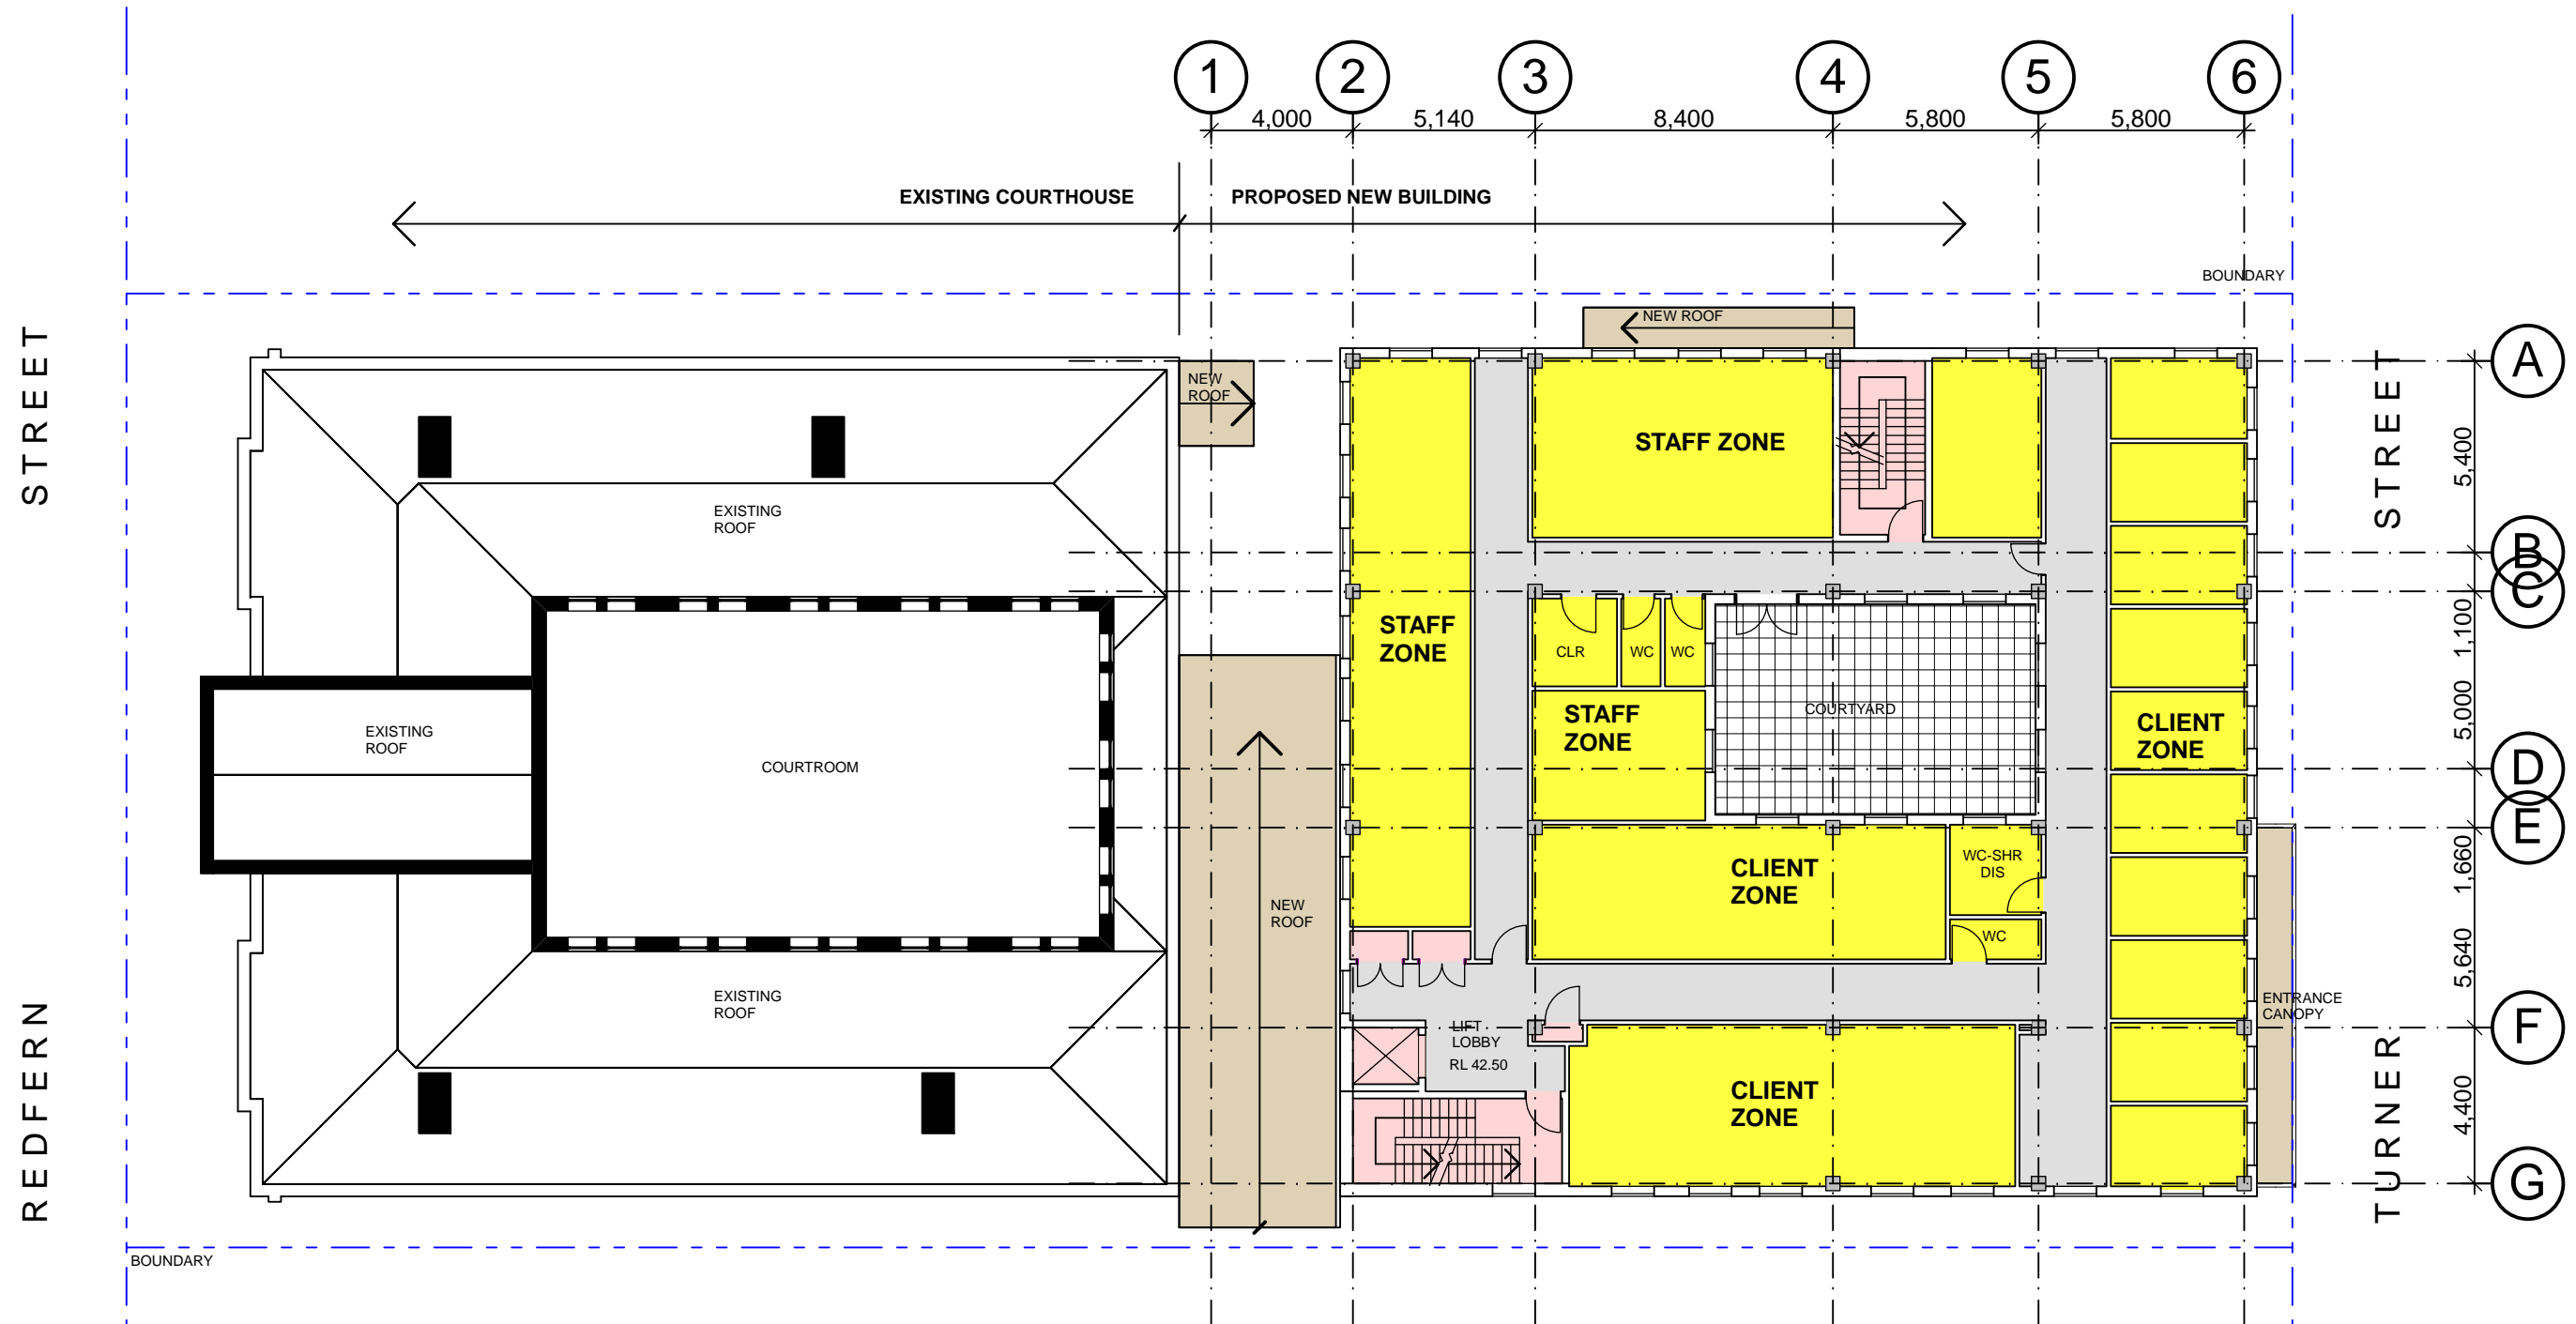 1
2
3
4
5
6
4,000
5,140
8,400
5,800
5,800
EXISTING COURTHOUSE
PROPOSED NEW BUILDING
BOUNDARY
NEW ROOF
STREET
STREET
A
NEW
ROOF
STAFF ZONE
5,400
EXISTING
ROOF
B
C
STAFF
ZONE
CLR
WC
WC
1,100
STAFF
ZONE
COURTYARD
CLIENT
ZONE
5,000
EXISTING
ROOF
COURTROOM
D
E
CLIENT
ZONE
WC-SHR
DIS
1,660
NEW
ROOF
WC
5,640
EXISTING
ROOF
ENTRANCE
CANOPY
LIFT
LOBBY
RL 42.50
F
CLIENT
ZONE
4,400
REDFERN
TURNER
G
BOUNDARY